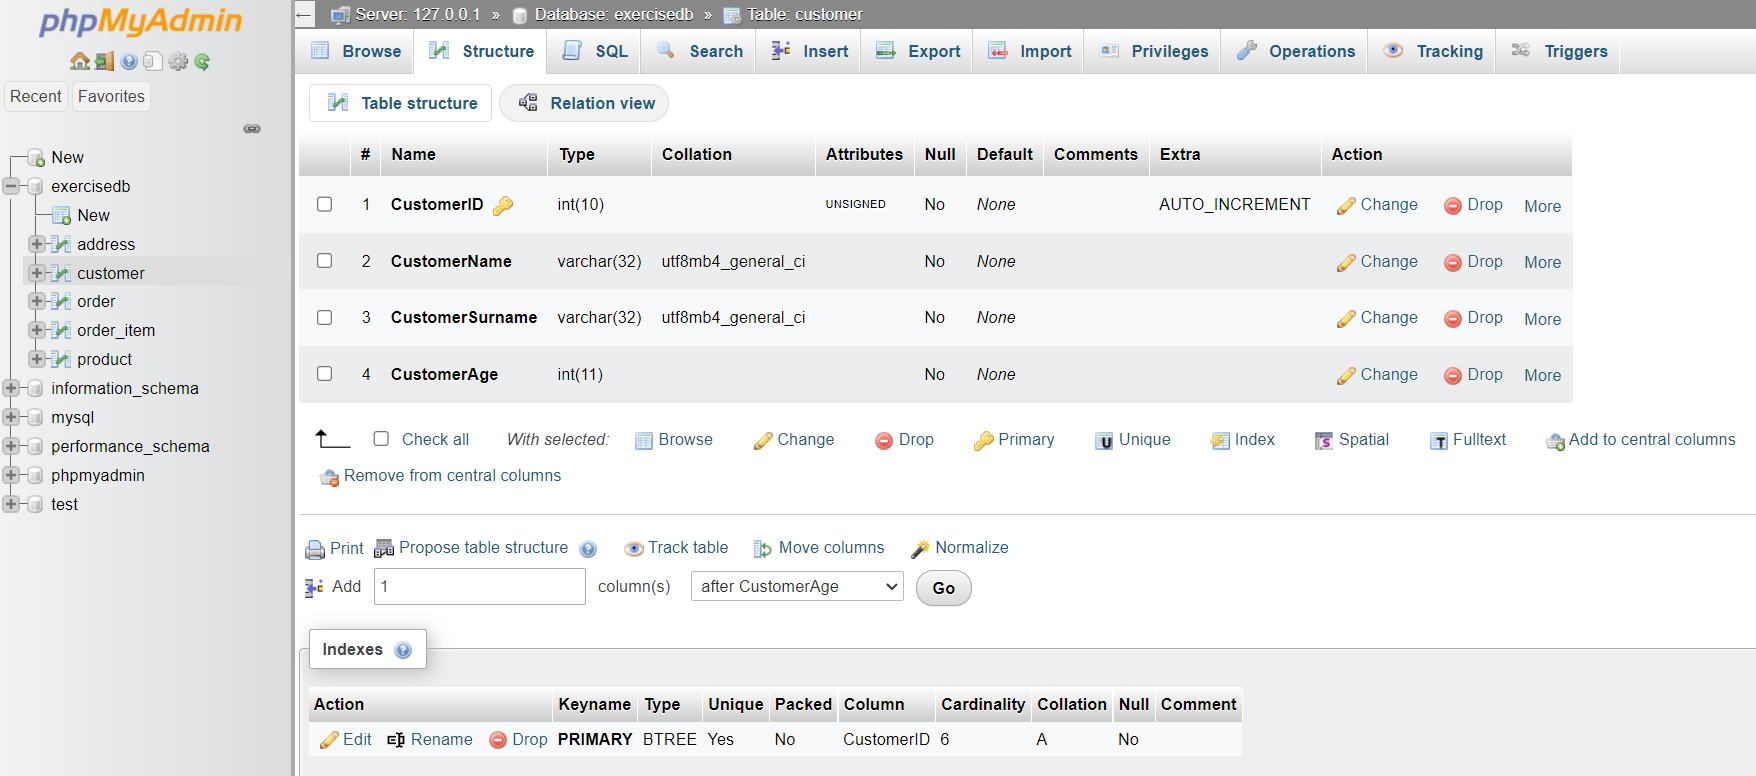 phpMyAdmin
Recent Favorites
New
exercisedb
New
address
customer
order
order_item
product
information_schema
mysql
performance_schema
phpmyadmin
test
Server: 127.0.0.1 » Database: exercisedb » Table: customer
Browse Structure SQL Search Insert Export Import Privileges Operations Tracking Triggers
Table structure Relation view
# Name Type Collation Attributes Null Default Comments Extra Action
1 CustomerID int(10) UNSIGNED No None AUTO_INCREMENT Change Drop More
2 CustomerName varchar(32) utf8mb4_general_ci No None Change Drop More
3 CustomerSurname varchar(32) utf8mb4_general_ci No None Change Drop More
4 CustomerAge int(11) No None Change Drop More
Check all With selected: Browse Change Drop Primary Unique Index Spatial Fulltext Add to central columns
Remove from central columns
Print Propose table structure Track table Move columns Normalize
Add 1 column(s) after CustomerAge Go
Indexes
Action Keyname Type Unique Packed Column Cardinality Collation Null Comment
Edit Rename Drop PRIMARY BTREE Yes No CustomerID 6 A No